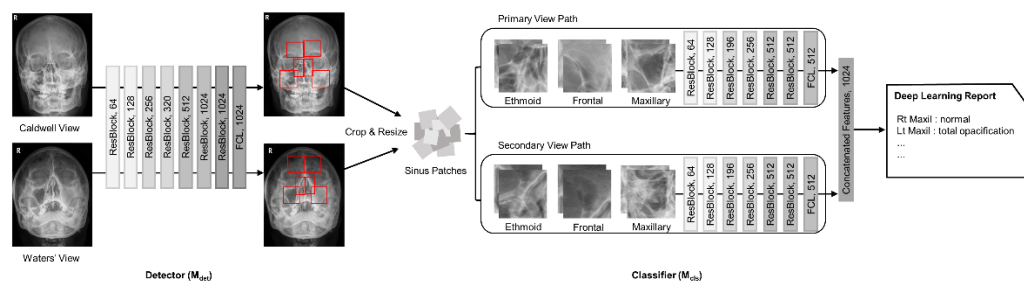 R
Caldwell View
R
Waters' View
ResBlock, 64
ResBlock, 128
ResBlock, 256
ResBlock, 320
ResBlock, 512
ResBlock, 1024
ResBlock, 1024
FCL, 1024
R
R
Detector (Mdet)
Crop & Resize
Sinus Patches
Primary View Path
Ethmoid
Frontal
Maxillary
ResBlock, 64
ResBlock, 128
ResBlock, 196
ResBlock, 256
ResBlock, 512
ResBlock, 512
FCL, 512
Secondary View Path
Ethmoid
Frontal
Maxillary
ResBlock, 64
ResBlock, 128
ResBlock, 196
ResBlock, 256
ResBlock, 512
ResBlock, 512
FCL, 512
Classifier (Mcls)
Concatenated Features, 1024
Deep Learning Report
Rt Maxil : normal
Lt Maxil : total opacification
...
...